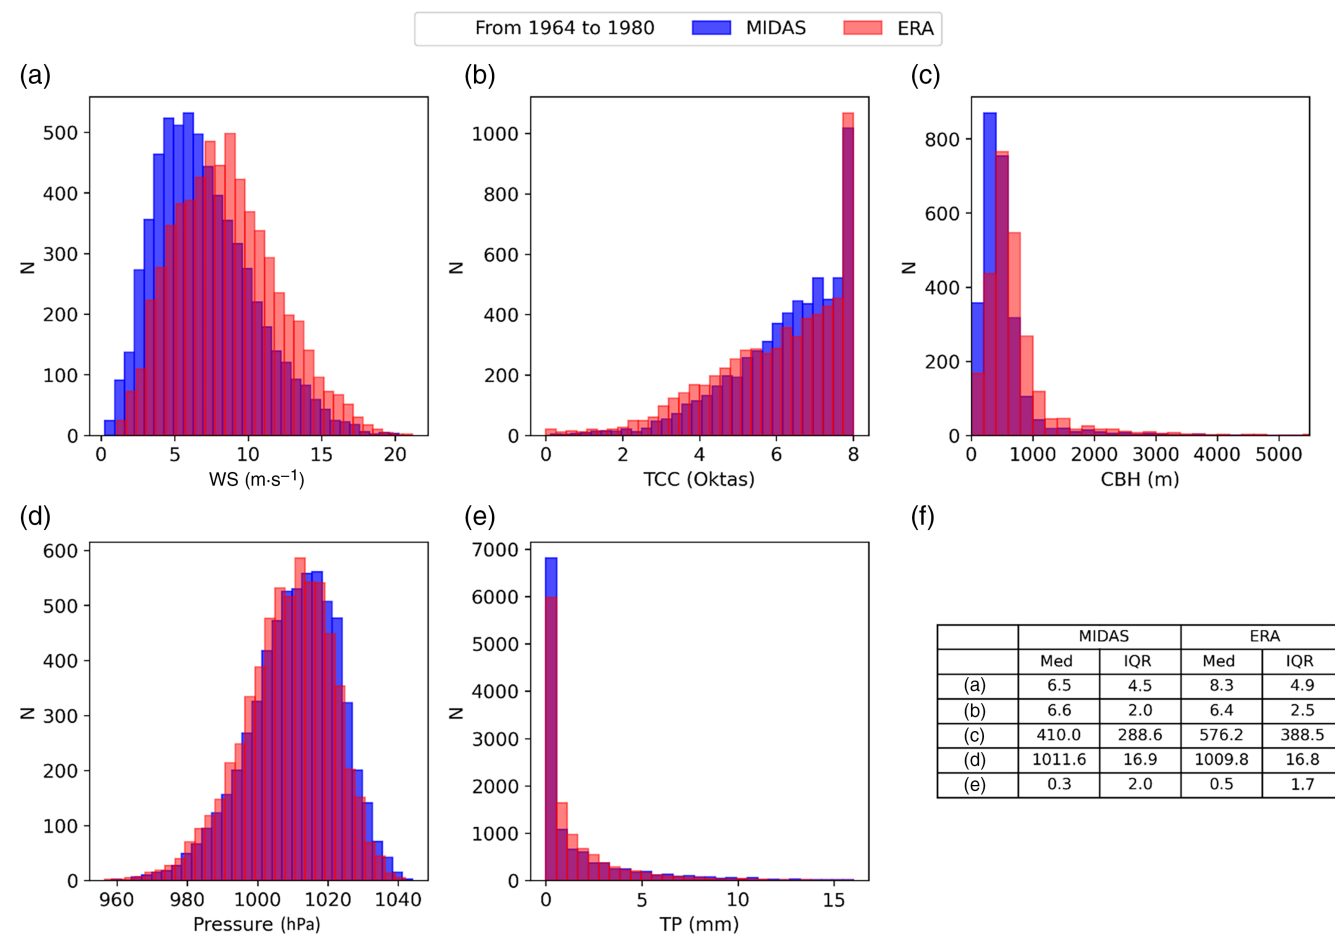 From 1964 to 1980 MIDAS ERA
(a) (b) (c)
500
400
300
200
100
0
N
0 5 10 15 20
WS (m·s⁻¹)
1000
800
600
400
200
0
N
0 2 4 6 8
TCC (Oktas)
800
600
400
200
0
N
0 1000 2000 3000 4000 5000
CBH (m)
(d) (e) (f)
600
500
400
300
200
100
0
N
960 980 1000 1020 1040
Pressure (hPa)
7000
6000
5000
4000
3000
2000
1000
0
N
0 5 10 15
TP (mm)
MIDAS ERA
Med IQR Med IQR
(a) 6.5 4.5 8.3 4.9
(b) 6.6 2.0 6.4 2.5
(c) 410.0 288.6 576.2 388.5
(d) 1011.6 16.9 1009.8 16.8
(e) 0.3 2.0 0.5 1.7